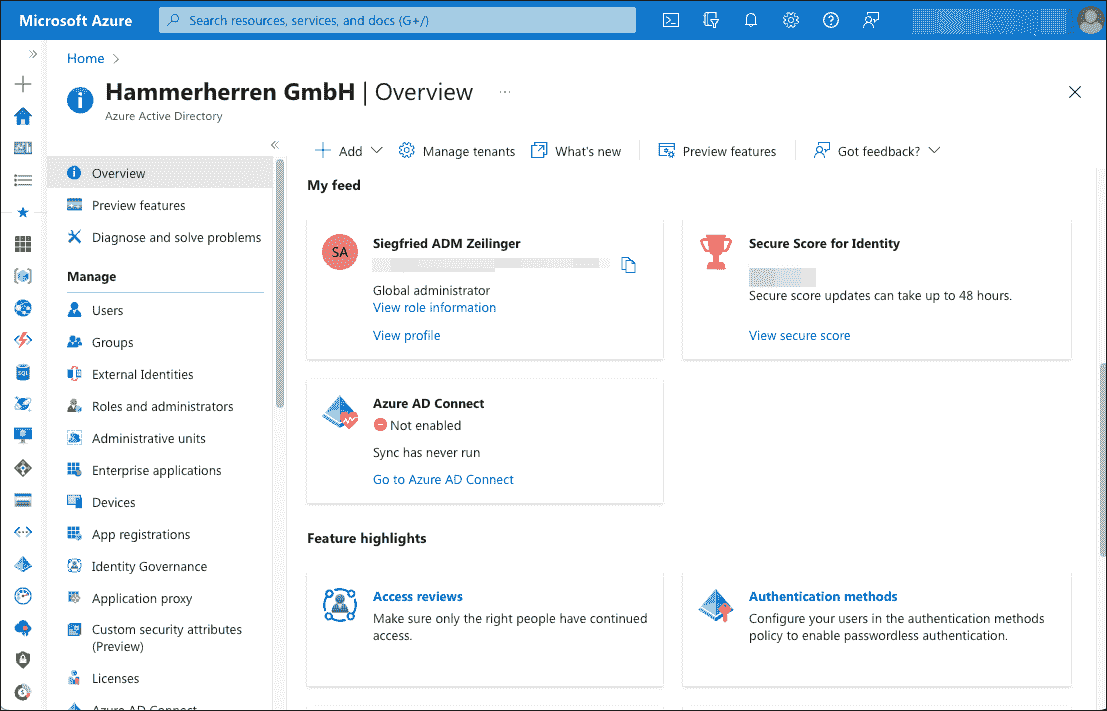 Microsoft Azure
Search resources, services, and docs (G+/)
Home
Hammerherren GmbH | Overview
Azure Active Directory
Add
Manage tenants
What's new
Preview features
Got feedback?
Overview
Preview features
Diagnose and solve problems
Manage
Users
Groups
External Identities
Roles and administrators
Administrative units
Enterprise applications
Devices
App registrations
Identity Governance
Application proxy
Custom security attributes
(Preview)
Licenses
Azure AD Connect
My feed
SA
Siegfried ADM Zeilinger
Global administrator
View role information
View profile
Secure Score for Identity
Secure score updates can take up to 48 hours.
View secure score
Azure AD Connect
Not enabled
Sync has never run
Go to Azure AD Connect
Feature highlights
Access reviews
Make sure only the right people have continued
access.
Authentication methods
Configure your users in the authentication methods
policy to enable passwordless authentication.